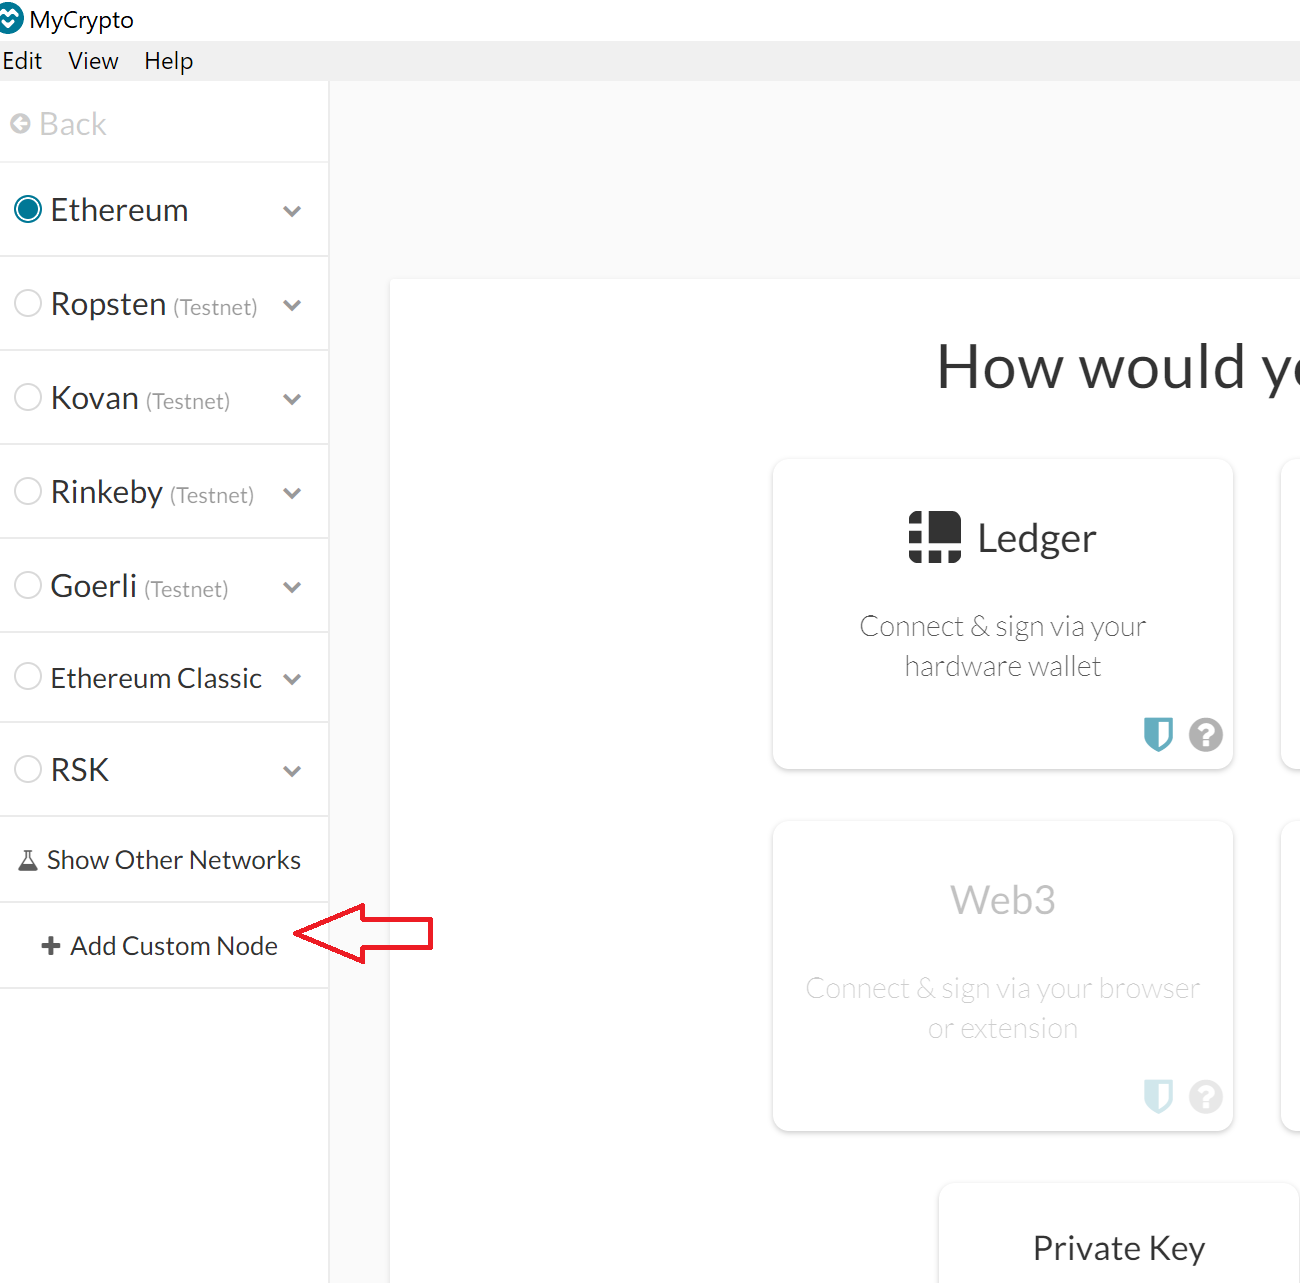 MyCrypto
Edit View Help
Back
Ethereum
Ropsten (Testnet)
Kovan (Testnet)
Rinkeby (Testnet)
Goerli (Testnet)
Ethereum Classic
RSK
Show Other Networks
+ Add Custom Node
How would yo
Ledger
Connect & sign via your
hardware wallet
?
Web3
Connect & sign via your browser
or extension
?
Private Key